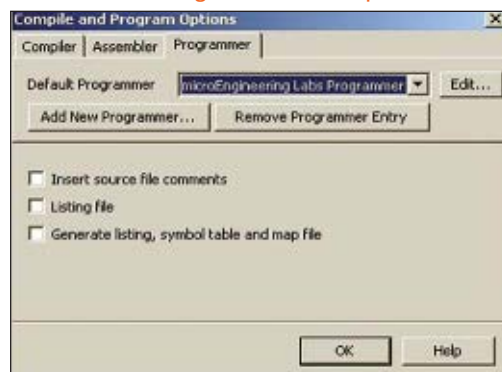 Compile and Program Options
Compiler Assembler Programmer
Default Programmer microEngineering Labs Programmer Edit...
Add New Programmer... Remove Programmer Entry
Insert source file comments
Listing file
Generate listing, symbol table and map file
OK Help